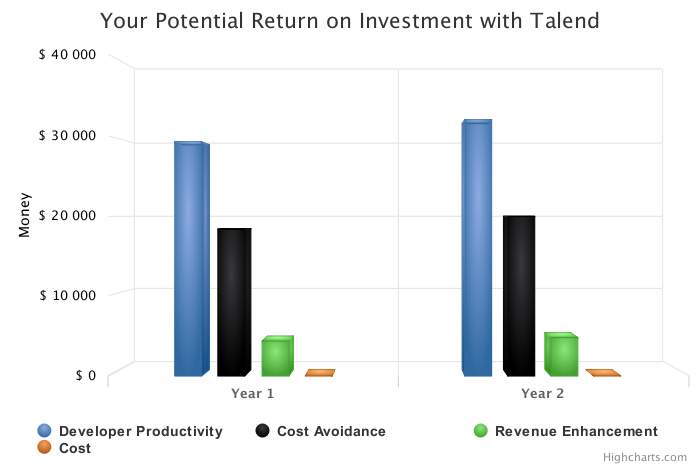 Your Potential Return on Investment with Talend
$ 40 000
$ 30 000
$ 20 000
$ 10 000
$ 0
Money
Year 1
Year 2
Developer Productivity
Cost Avoidance
Revenue Enhancement
Cost
Highcharts.com